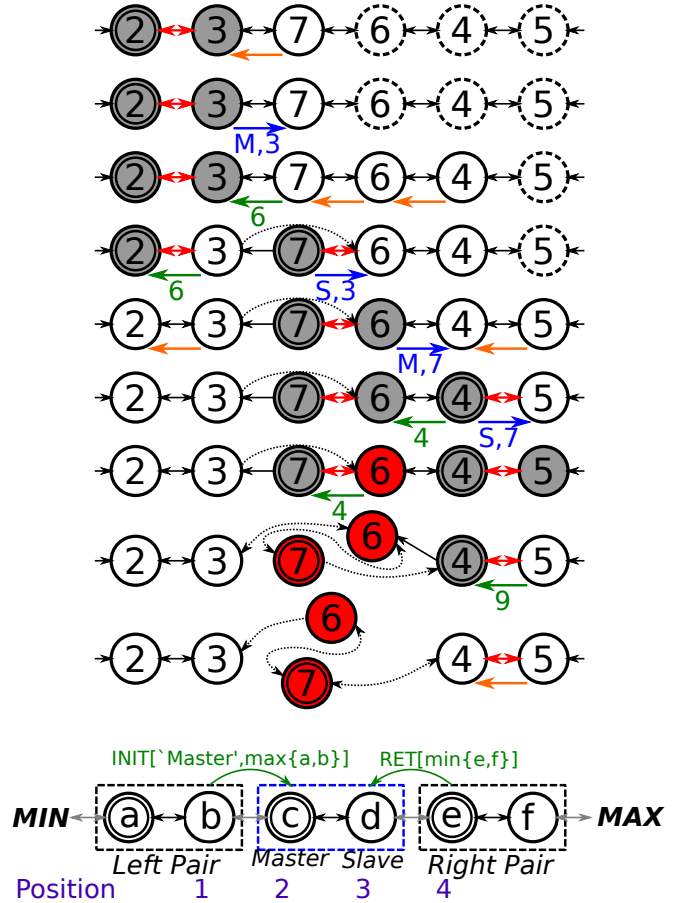 2 3 7 6 4 5
2 3 7 6 4 5
M,3
2 3 7 6 4 5
6
2 3 7 6 4 5
6 S,3
2 3 7 6 4 5
M,7
2 3 7 6 4 5
4 S,7
2 3 7 6 4 5
4
2 3 7 6 4 5
9
2 3 7 6 4 5
INIT[`Master',max{a,b}] RET[min{e,f}]
MIN a b c d e f MAX
Left Pair Master Slave Right Pair
Position 1 2 3 4